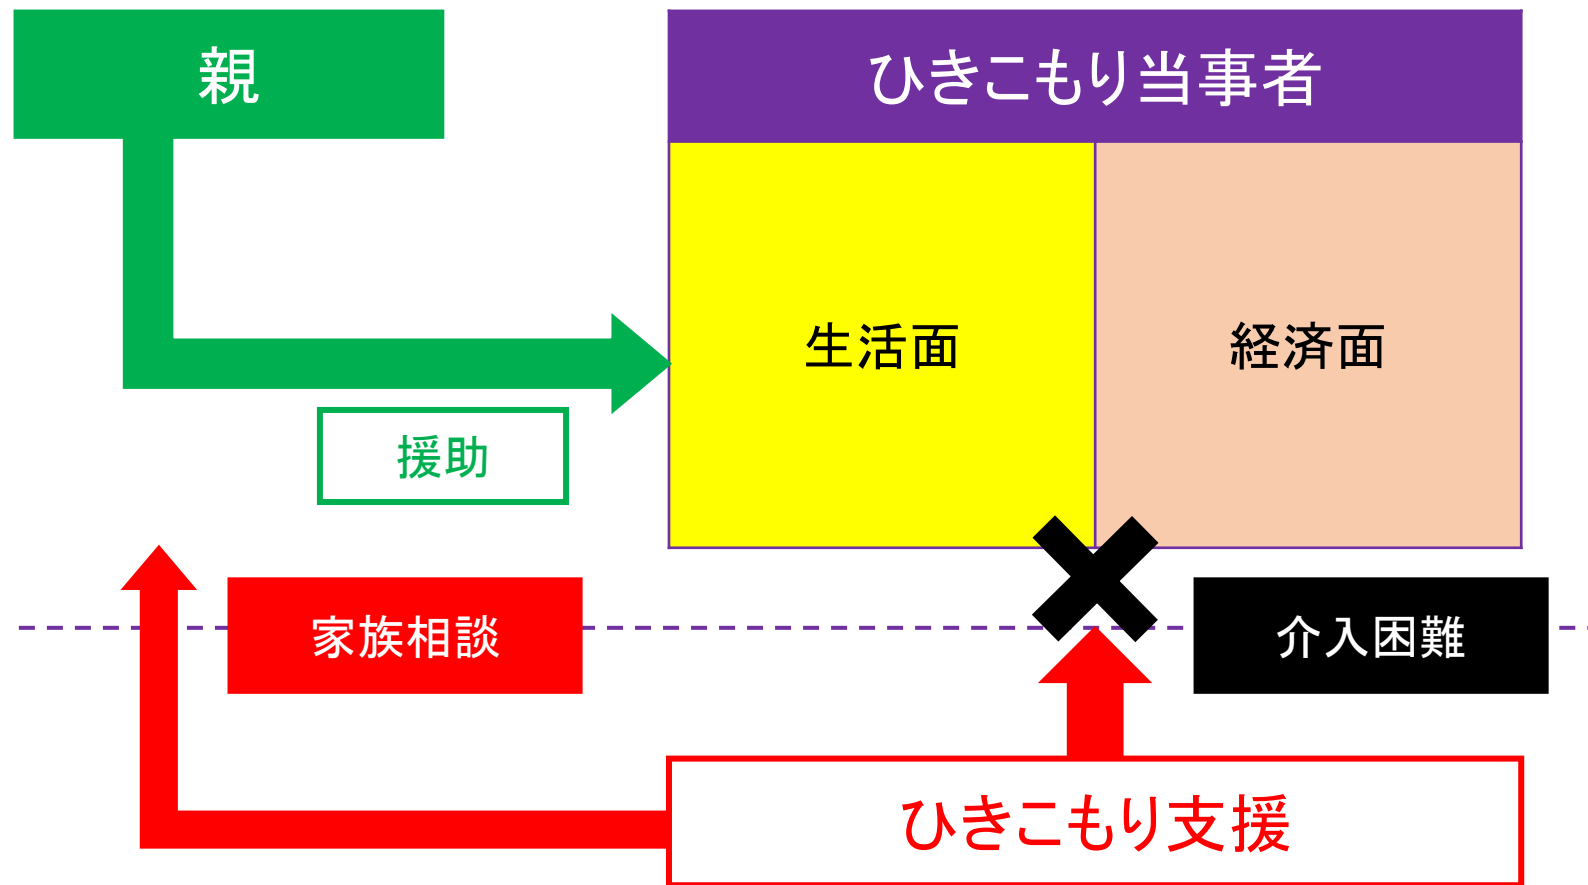 親
ひきこもり当事者
生活面
経済面
援助
家族相談
介入困難
ひきこもり支援